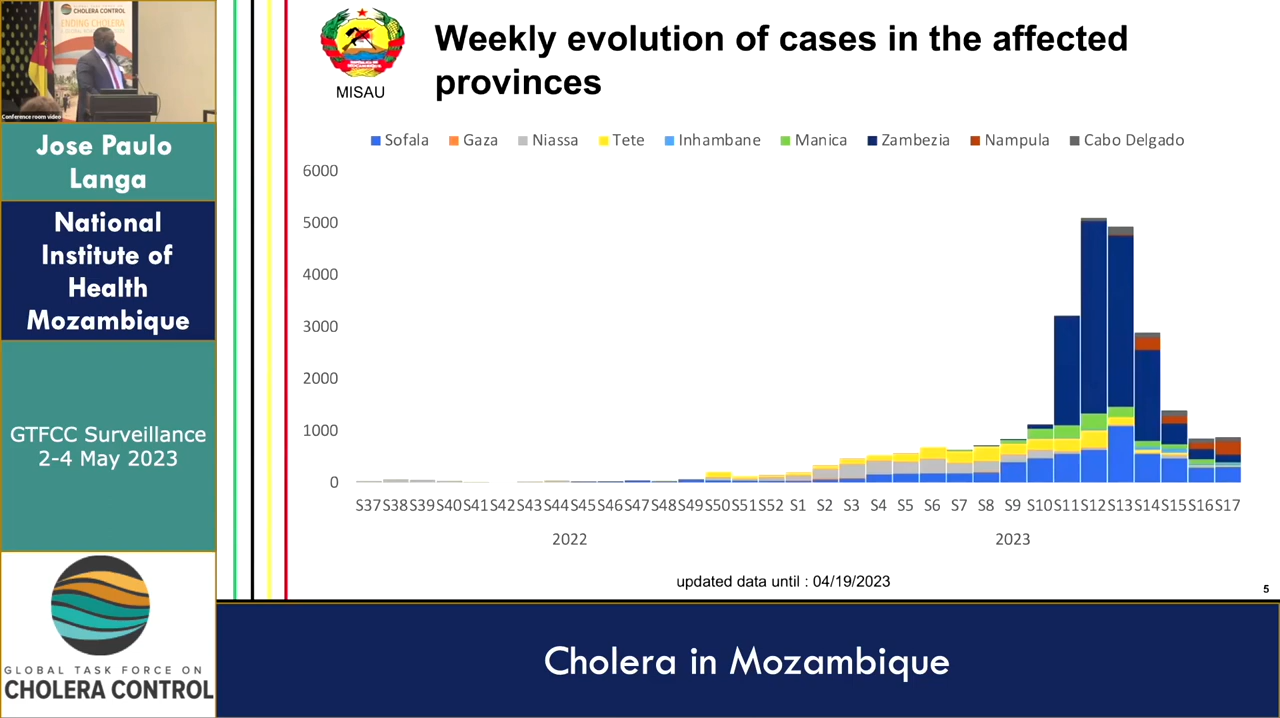 CHOLERA CONTROL
ENDING CHOLERA
Conference room video
Jose Paulo
Langa
National
Institute of
Health
Mozambique
GTFCC Surveillance
2-4 May 2023
GLOBAL TASK FORCE ON
CHOLERA CONTROL
MISAU
Weekly evolution of cases in the affected
provinces
Sofala Gaza Niassa Tete Inhambane Manica Zambezia Nampula Cabo Delgado
6000
5000
4000
3000
2000
1000
0
S37 S38 S39 S40 S41 S42 S43 S44 S45 S46 S47 S48 S49 S50 S51 S52 S1 S2 S3 S4 S5 S6 S7 S8 S9 S10 S11 S12 S13 S14 S15 S16 S17
2022 2023
updated data until : 04/19/2023
5
Cholera in Mozambique